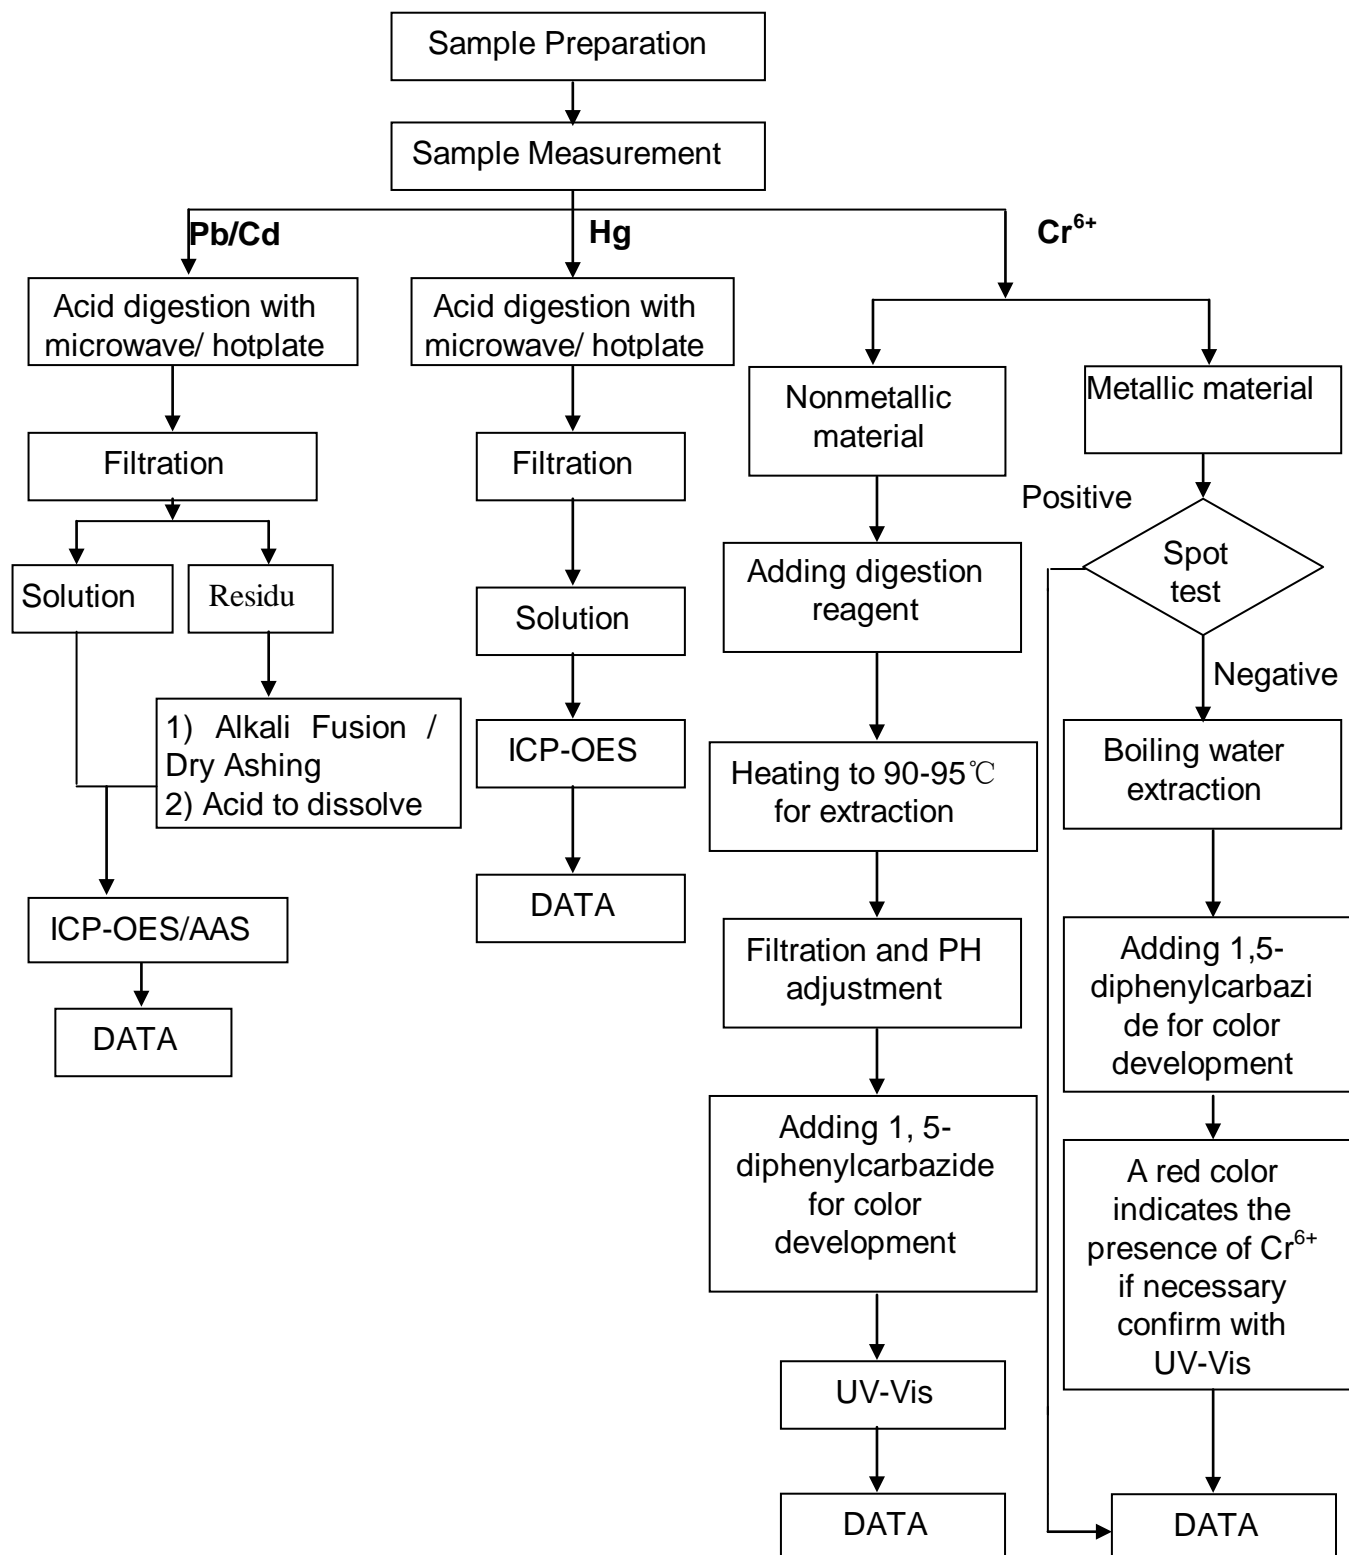 Sample Preparation
Sample Measurement
Pb/Cd
Hg
Cr⁶⁺
Acid digestion with
microwave/ hotplate
Filtration
Solution
Residu
1) Alkali Fusion /
Dry Ashing
2) Acid to dissolve
ICP-OES/AAS
DATA
Acid digestion with
microwave/ hotplate
Filtration
Solution
ICP-OES
DATA
Nonmetallic
material
Adding digestion
reagent
Heating to 90-95℃
for extraction
Filtration and PH
adjustment
Adding 1, 5-
diphenylcarbazide
for color
development
UV-Vis
DATA
Metallic material
Positive
Spot
test
Negative
Boiling water
extraction
Adding 1,5-
diphenylcarbazi
de for color
development
A red color
indicates the
presence of Cr⁶⁺
if necessary
confirm with
UV-Vis
DATA